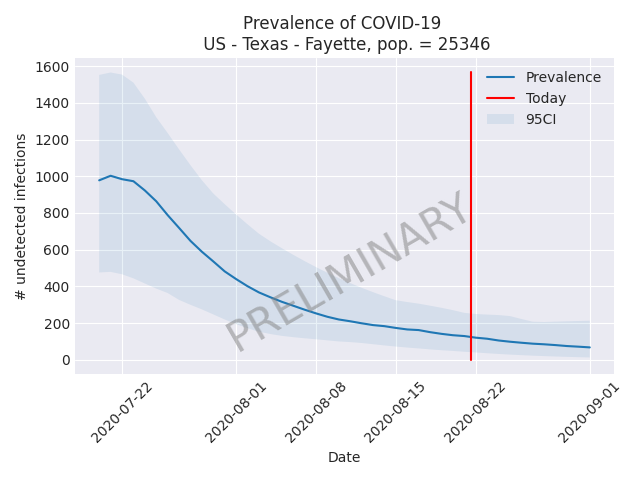 Prevalence of COVID-19
US - Texas - Fayette, pop. = 25346
# undetected infections
1600
1400
1200
1000
800
600
400
200
0
Prevalence
Today
95CI
PRELIMINARY
2020-07-22
2020-08-01
2020-08-08
2020-08-15
2020-08-22
2020-09-01
Date